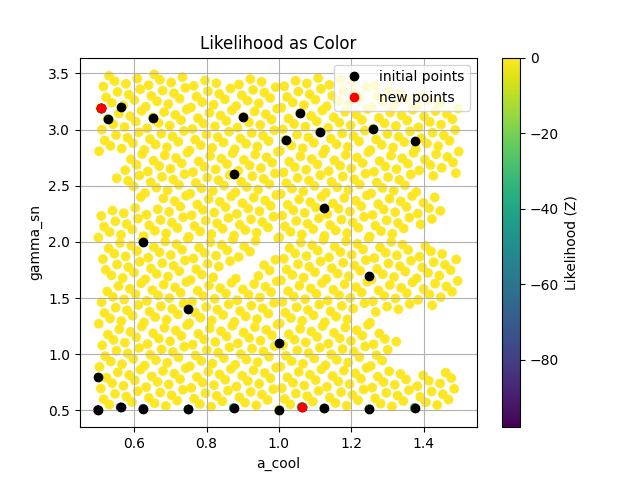 Likelihood as Color
initial points
new points
3.5
3.0
2.5
2.0
1.5
1.0
0.5
gamma_sn
0.6
0.8
1.0
1.2
1.4
a_cool
0
−20
−40
−60
−80
Likelihood (Z)